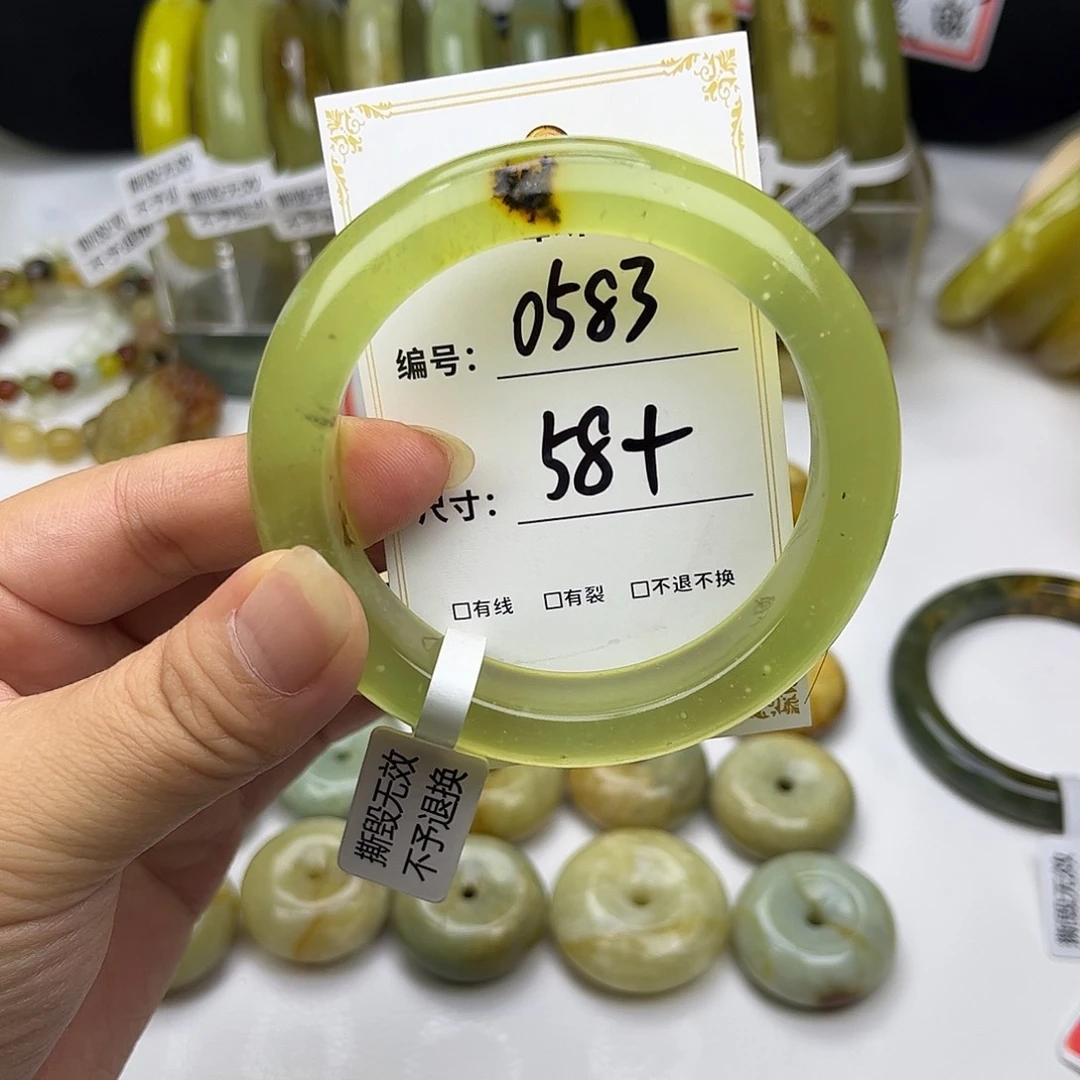 编号： 0583
尺寸： 58+
□有线 □有裂 □不退不换
撕毁无效
不予退换